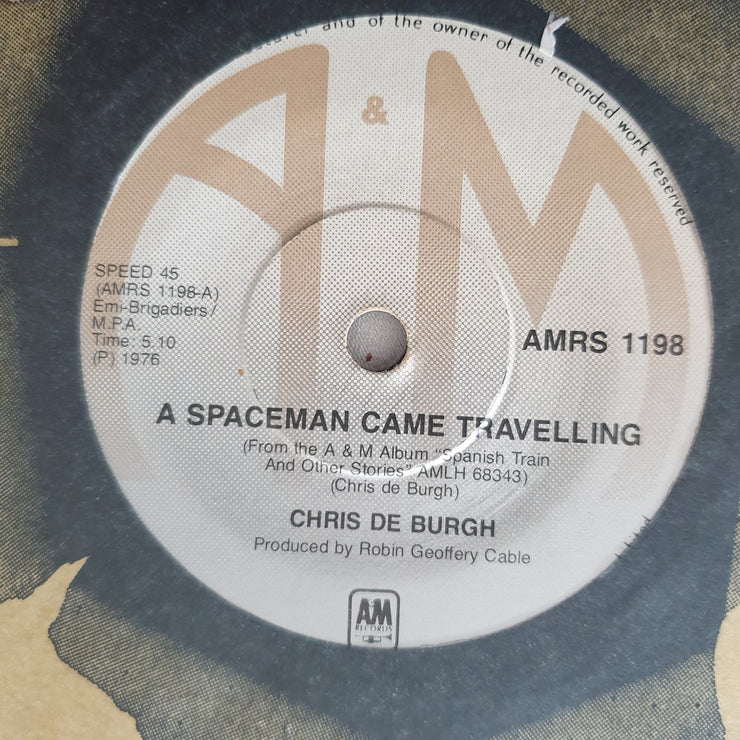 and of the owner of the recorded work reserved
A&M
SPEED 45
(AMRS 1198-A)
Emi-Brigadiers/
M.P.A.
Time: 5.10
(P) 1976
AMRS 1198
A SPACEMAN CAME TRAVELLING
(From the A & M Album "Spanish Train
And Other Stories" AMLH 68343)
(Chris de Burgh)
CHRIS DE BURGH
Produced by Robin Geoffery Cable
A&M
RECORDS